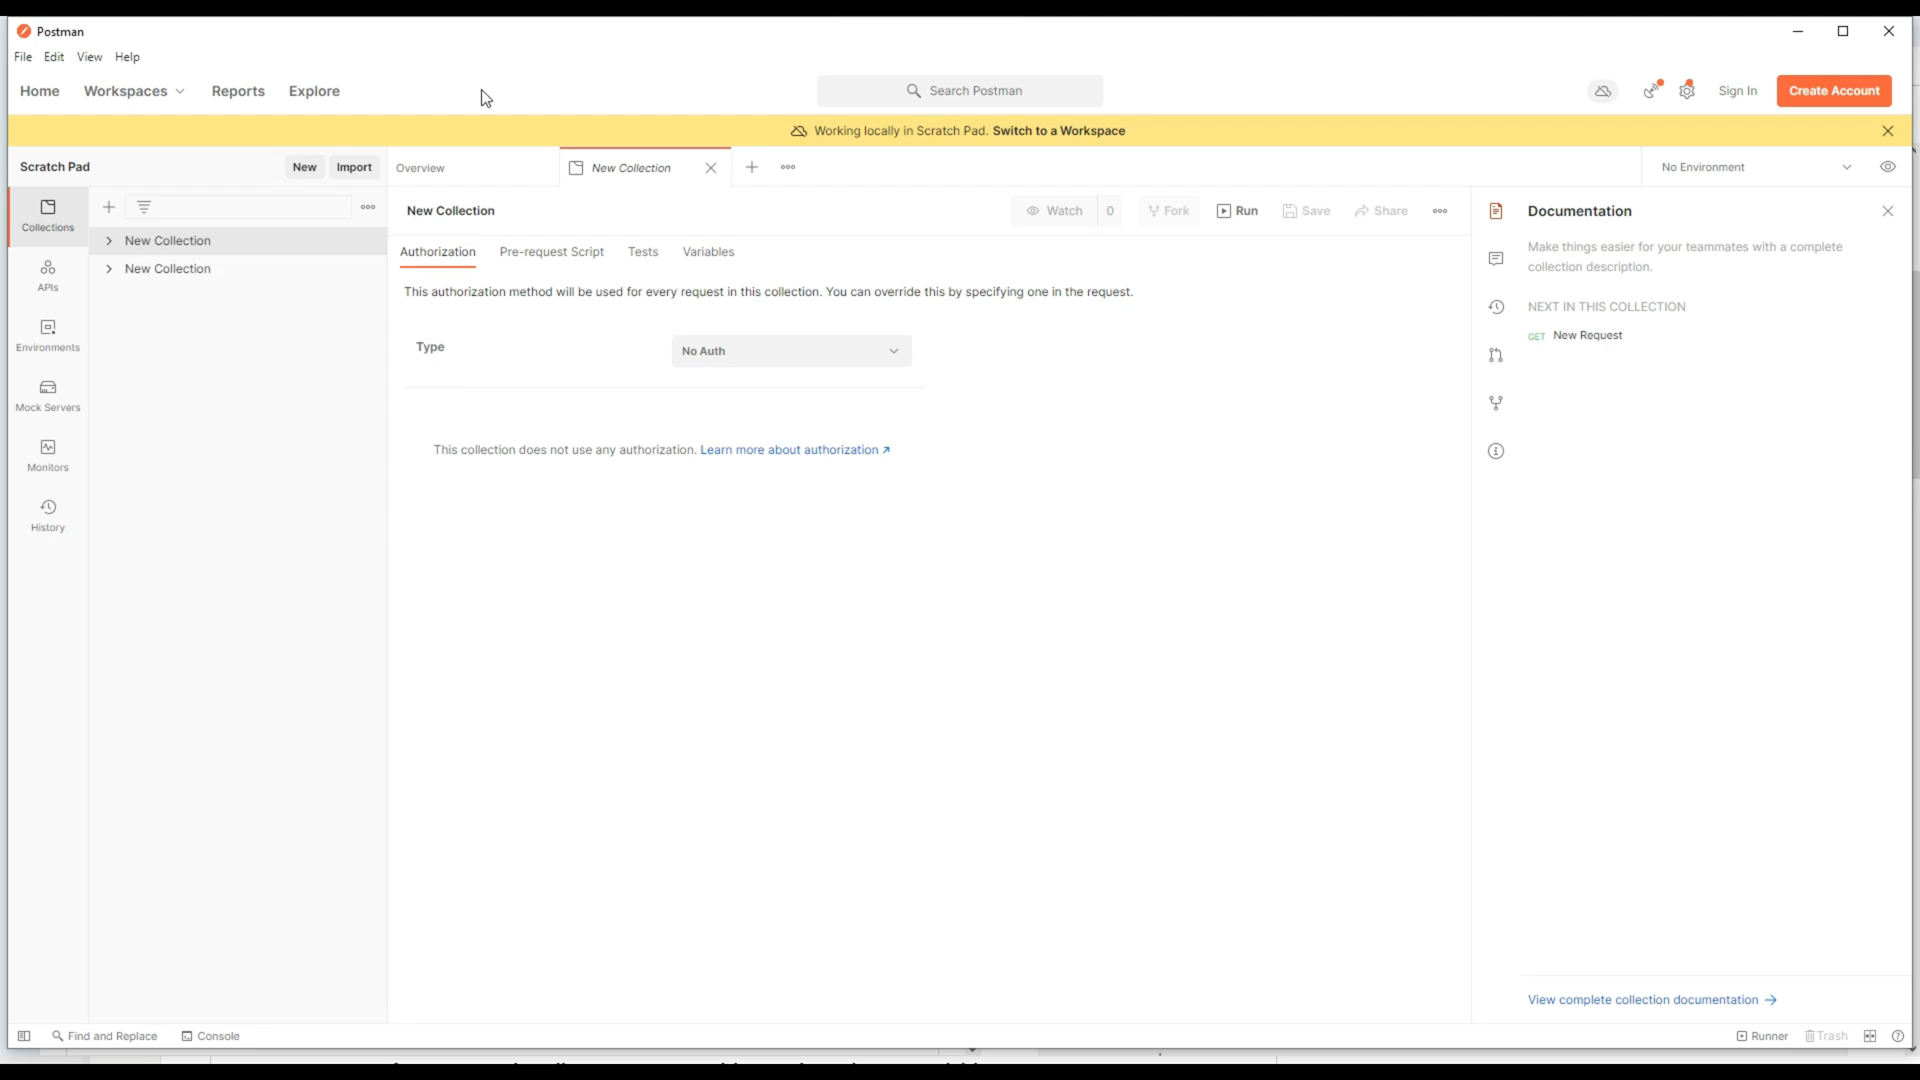 Postman
File Edit View Help
Home Workspaces Reports Explore
Search Postman
Sign In Create Account
Working locally in Scratch Pad. Switch to a Workspace
Scratch Pad New Import
Overview New Collection
No Environment
Collections
New Collection
New Collection
APIs
Environments
Mock Servers
Monitors
History
New Collection
Watch 0 Fork Run Save Share
Authorization Pre-request Script Tests Variables
This authorization method will be used for every request in this collection. You can override this by specifying one in the request.
Type No Auth
This collection does not use any authorization. Learn more about authorization
Documentation
Make things easier for your teammates with a complete
collection description.
NEXT IN THIS COLLECTION
GET New Request
View complete collection documentation
Find and Replace Console
Runner Trash